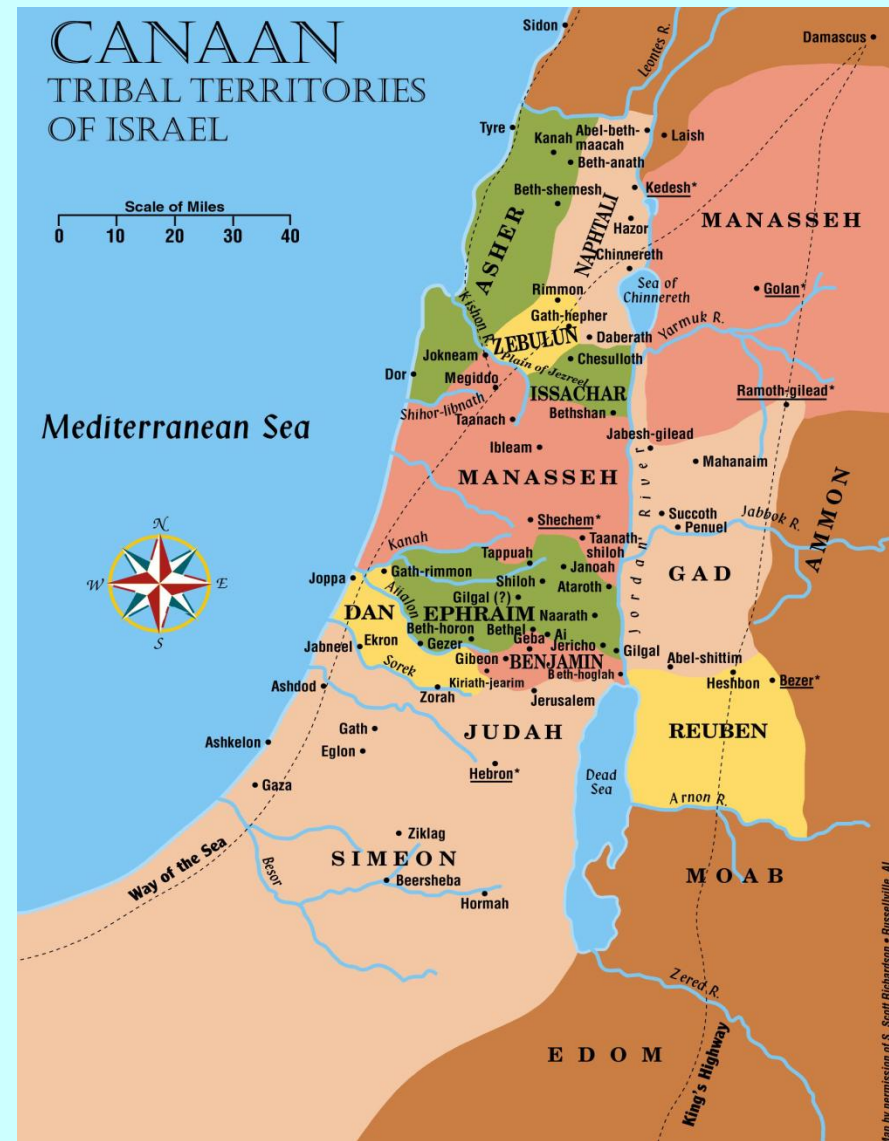 CANAAN
TRIBAL TERRITORIES
OF ISRAEL
Scale of Miles
0 10 20 30 40
Sidon
Leontes R.
Damascus
Tyre
Kanah
Abel-beth-
maacah
Laish
Beth-anath
Beth-shemesh
Kedesh*
ASHER
NAPHTALI
Hazor
MANASSEH
Chinnereth
Sea of
Chinnereth
Golan*
Rimmon
Kishon R.
Gath-hepher
ZEBULUN
Daberath
Yarmuk R.
Jokneam
Plain of Jezreel
Chesulloth
Dor
Megiddo
ISSACHAR
Ramoth-gilead*
Shihor-libnath
Taanach
Bethshan
Mediterranean Sea
Ibleam
Jabesh-gilead
Mahanaim
MANASSEH
Jordan River
AMMON
N
W E
S
Shechem*
Succoth
Penuel
Jabbok R.
Kanah
Taanath-
shiloh
Tappuah
Janoah
GAD
Joppa
Gath-rimmon
Shiloh
Ataroth
Aijalon
Gilgal (?)
DAN
EPHRAIM
Naarath
Beth-horon
Bethel
Ai
Jabneel
Ekron
Gezer
Geba
Jericho
Gilgal
Gibeon
BENJAMIN
Abel-shittim
Sorek
Kiriath-jearim
Beth-hoglah
Heshbon
Bezer*
Ashdod
Zorah
Jerusalem
Gath
JUDAH
REUBEN
Ashkelon
Eglon
Hebron*
Dead
Sea
Gaza
Arnon R.
Ziklag
Way of the Sea
Besor
SIMEON
Beersheba
Hormah
MOAB
Zered R.
EDOM
King's Highway
by permission of S. Scott Richardson • Russellville, AL